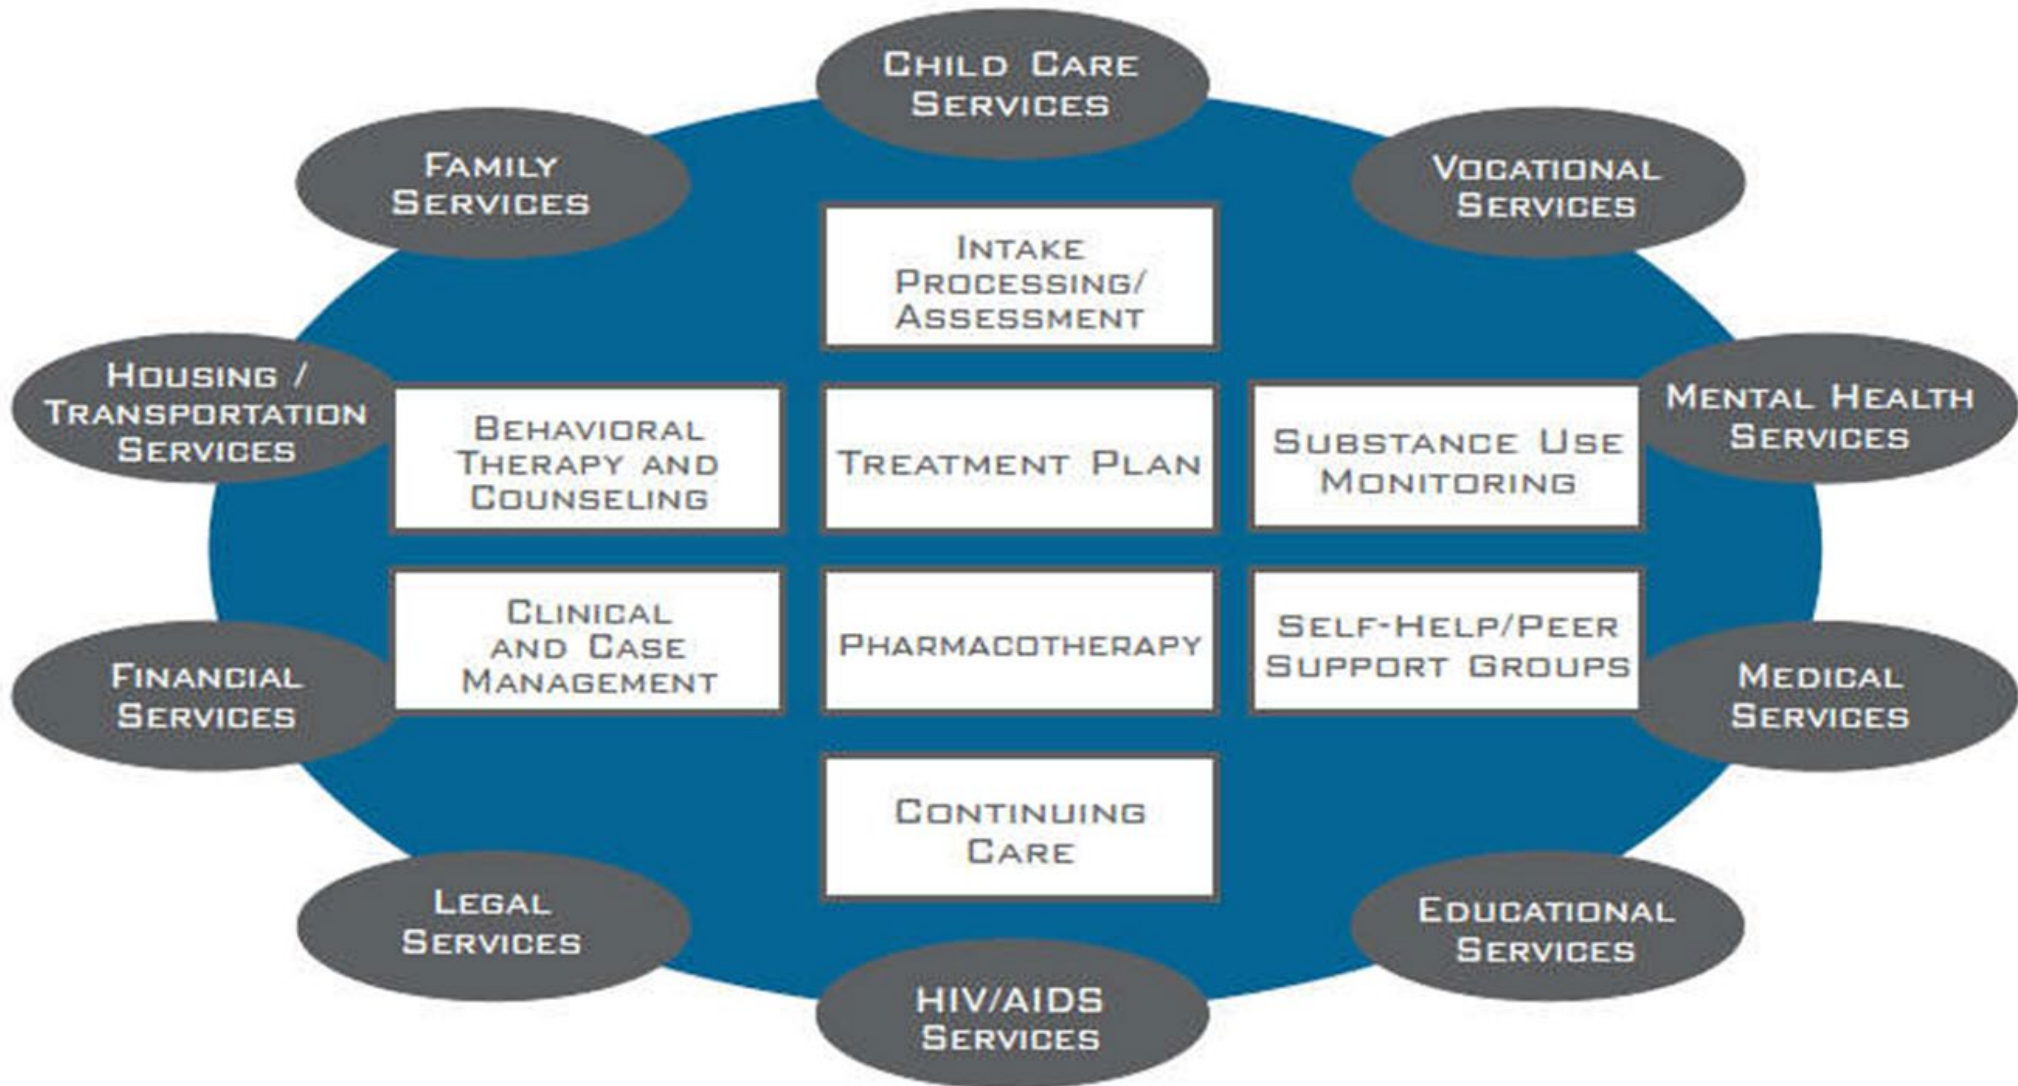 CHILD CARE
SERVICES
FAMILY
SERVICES
VOCATIONAL
SERVICES
INTAKE
PROCESSING/
ASSESSMENT
HOUSING /
TRANSPORTATION
SERVICES
BEHAVIORAL
THERAPY AND
COUNSELING
TREATMENT PLAN
SUBSTANCE USE
MONITORING
MENTAL HEALTH
SERVICES
FINANCIAL
SERVICES
CLINICAL
AND CASE
MANAGEMENT
PHARMACOTHERAPY
SELF-HELP/PEER
SUPPORT GROUPS
MEDICAL
SERVICES
CONTINUING
CARE
LEGAL
SERVICES
EDUCATIONAL
SERVICES
HIV/AIDS
SERVICES